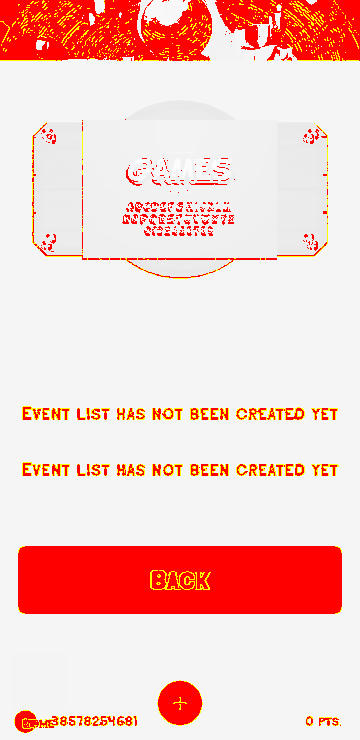 GAMES
EVENT LIST HAS NOT BEEN CREATED YET
EVENT LIST HAS NOT BEEN CREATED YET
BACK
38578254681
0 PTS.